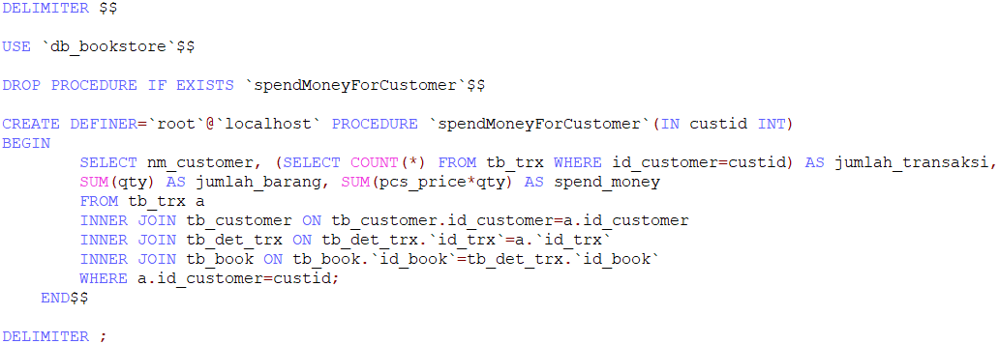 DELIMITER $$
USE `db_bookstore`$$
DROP PROCEDURE IF EXISTS `spendMoneyForCustomer`$$
CREATE DEFINER=`root`@`localhost` PROCEDURE `spendMoneyForCustomer`(IN custid INT)
BEGIN
SELECT nm_customer, (SELECT COUNT(*) FROM tb_trx WHERE id_customer=custid) AS jumlah_transaksi,
SUM(qty) AS jumlah_barang, SUM(pcs_price*qty) AS spend_money
FROM tb_trx a
INNER JOIN tb_customer ON tb_customer.id_customer=a.id_customer
INNER JOIN tb_det_trx ON tb_det_trx.`id_trx`=a.`id_trx`
INNER JOIN tb_book ON tb_book.`id_book`=tb_det_trx.`id_book`
WHERE a.id_customer=custid;
END$$
DELIMITER ;